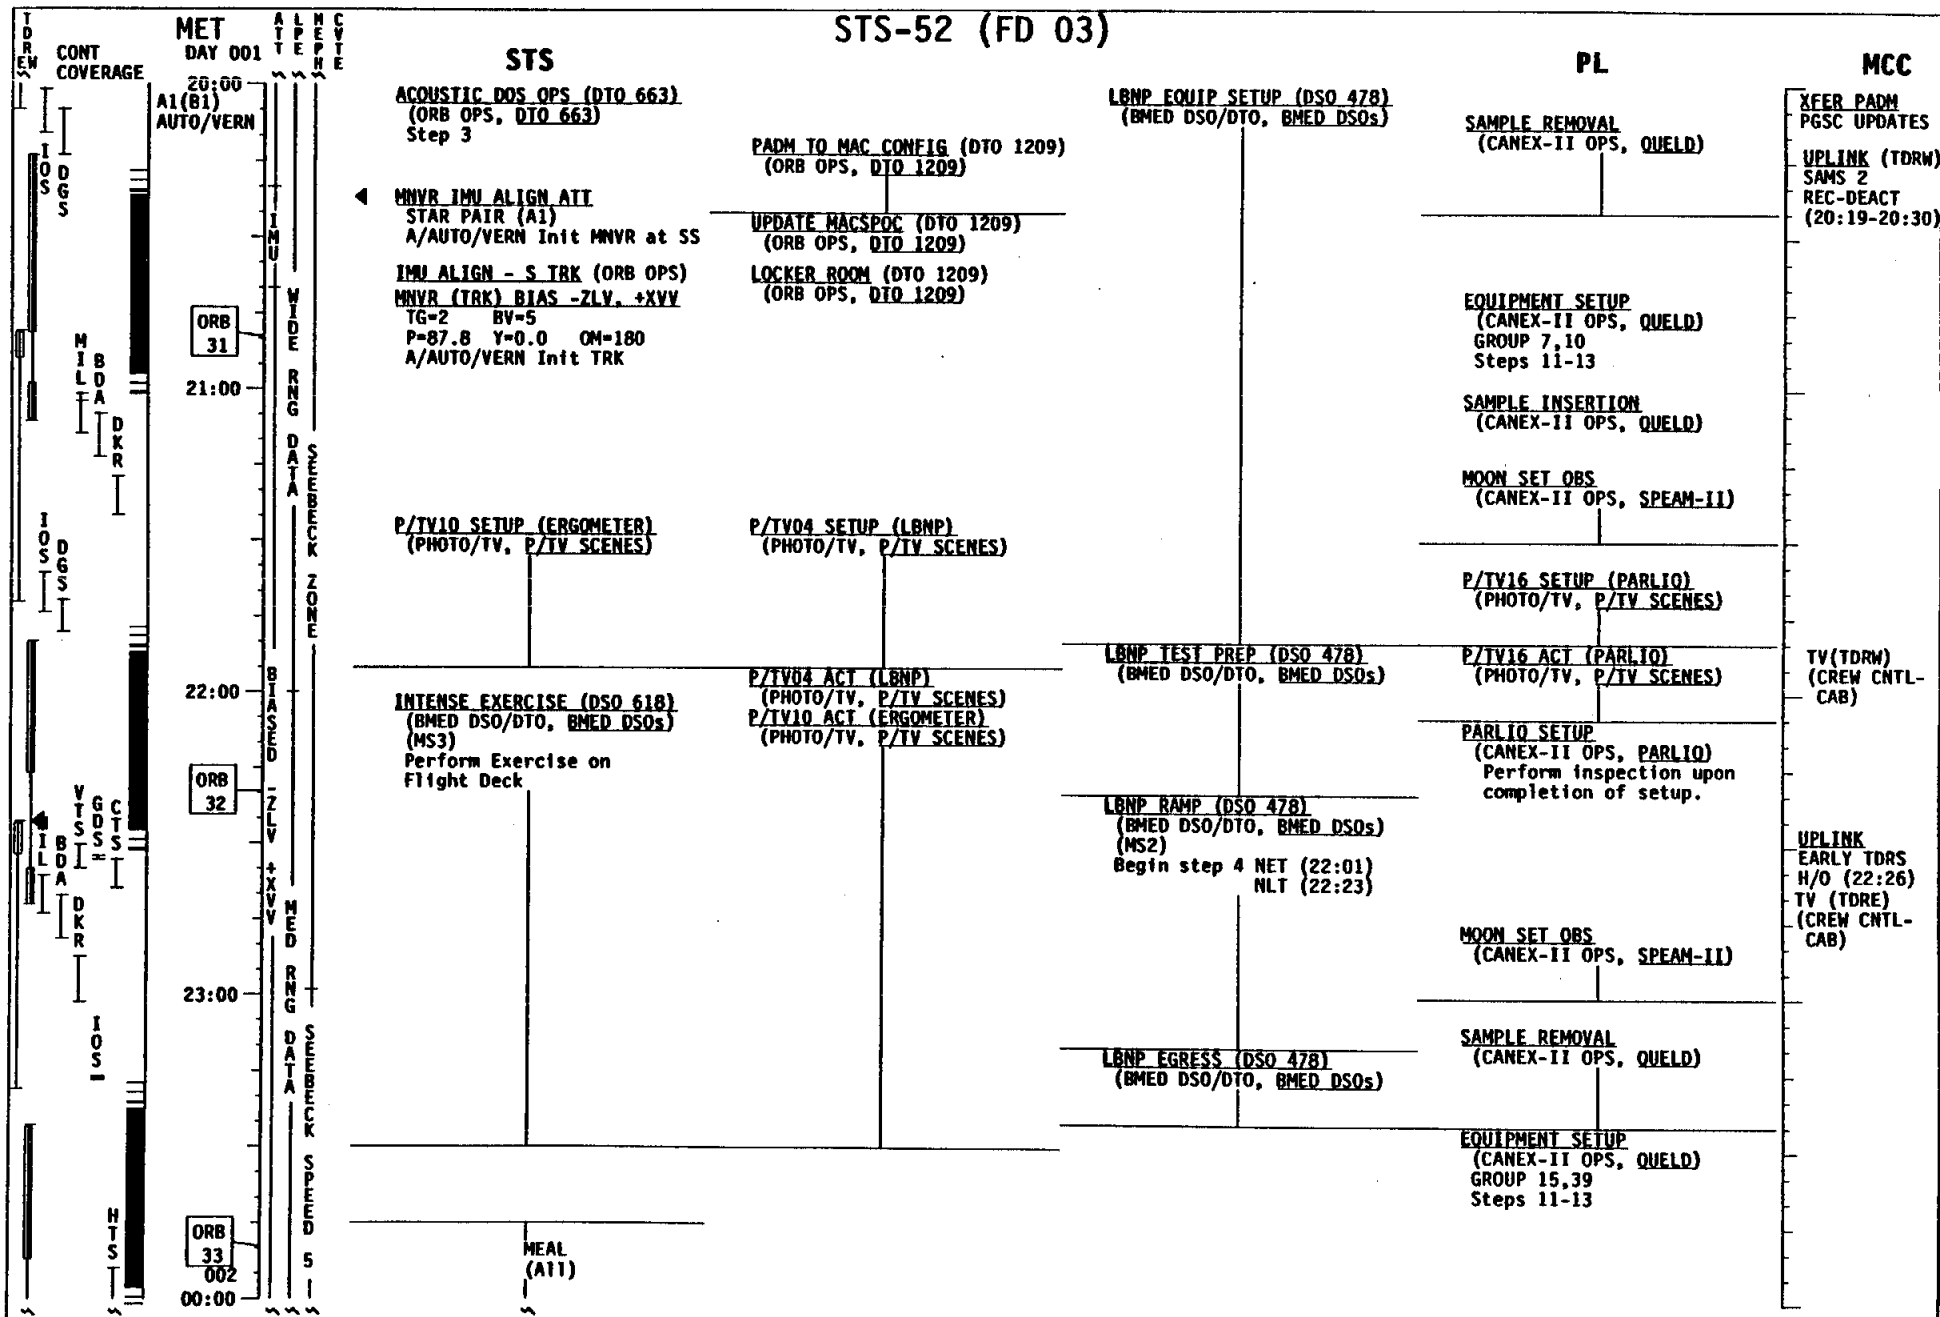 STS-52 (FD 03)
TDRE/W
CONT
COVERAGE
MET
DAY 001
ATT
LPE
MEPH
CVTE
STS
PL
MCC
20:00
A1(B1)
AUTO/VERN
IOS
DGS
IMU
ORB
31
MIL
BDA
DKR
21:00
WIDE RNG DATA
SEEBECK ZONE
IOS
DGS
22:00
ORB
32
BIASED -ZLV +XVV
VTS
GDS
CTS
IL
BDA
DKR
MED RNG DATA
23:00
IOS
SEEBECK SPEED 5
HTS
ORB
33
002
00:00
ACOUSTIC DOS OPS (DTO 663)
(ORB OPS, DTO 663)
Step 3
MNVR IMU ALIGN ATT
STAR PAIR (A1)
A/AUTO/VERN Init MNVR at SS
IMU ALIGN - S TRK (ORB OPS)
MNVR (TRK) BIAS -ZLV, +XVV
TG=2 BV=5
P=87.8 Y=0.0 OM=180
A/AUTO/VERN Init TRK
P/TV10 SETUP (ERGOMETER)
(PHOTO/TV, P/TV SCENES)
INTENSE EXERCISE (DSO 618)
(BMED DSO/DTO, BMED DSOs)
(MS3)
Perform Exercise on
Flight Deck
MEAL
(All)
PADM TO MAC CONFIG (DTO 1209)
(ORB OPS, DTO 1209)
UPDATE MACSPOC (DTO 1209)
(ORB OPS, DTO 1209)
LOCKER ROOM (DTO 1209)
(ORB OPS, DTO 1209)
P/TV04 SETUP (LBNP)
(PHOTO/TV, P/TV SCENES)
P/TV04 ACT (LBNP)
(PHOTO/TV, P/TV SCENES)
P/TV10 ACT (ERGOMETER)
(PHOTO/TV, P/TV SCENES)
LBNP EQUIP SETUP (DSO 478)
(BMED DSO/DTO, BMED DSOs)
LBNP TEST PREP (DSO 478)
(BMED DSO/DTO, BMED DSOs)
LBNP RAMP (DSO 478)
(BMED DSO/DTO, BMED DSOs)
(MS2)
Begin step 4 NET (22:01)
NLT (22:23)
LBNP EGRESS (DSO 478)
(BMED DSO/DTO, BMED DSOs)
SAMPLE REMOVAL
(CANEX-II OPS, QUELD)
EQUIPMENT SETUP
(CANEX-II OPS, QUELD)
GROUP 7,10
Steps 11-13
SAMPLE INSERTION
(CANEX-II OPS, QUELD)
MOON SET OBS
(CANEX-II OPS, SPEAM-II)
P/TV16 SETUP (PARLIQ)
(PHOTO/TV, P/TV SCENES)
P/TV16 ACT (PARLIQ)
(PHOTO/TV, P/TV SCENES)
PARLIQ SETUP
(CANEX-II OPS, PARLIQ)
Perform inspection upon
completion of setup.
MOON SET OBS
(CANEX-II OPS, SPEAM-II)
SAMPLE REMOVAL
(CANEX-II OPS, QUELD)
EQUIPMENT SETUP
(CANEX-II OPS, QUELD)
GROUP 15,39
Steps 11-13
XFER PADM
PGSC UPDATES
UPLINK (TDRW)
SAMS 2
REC-DEACT
(20:19-20:30)
TV(TDRW)
(CREW CNTL-
CAB)
UPLINK
EARLY TDRS
H/O (22:26)
TV (TDRE)
(CREW CNTL-
CAB)